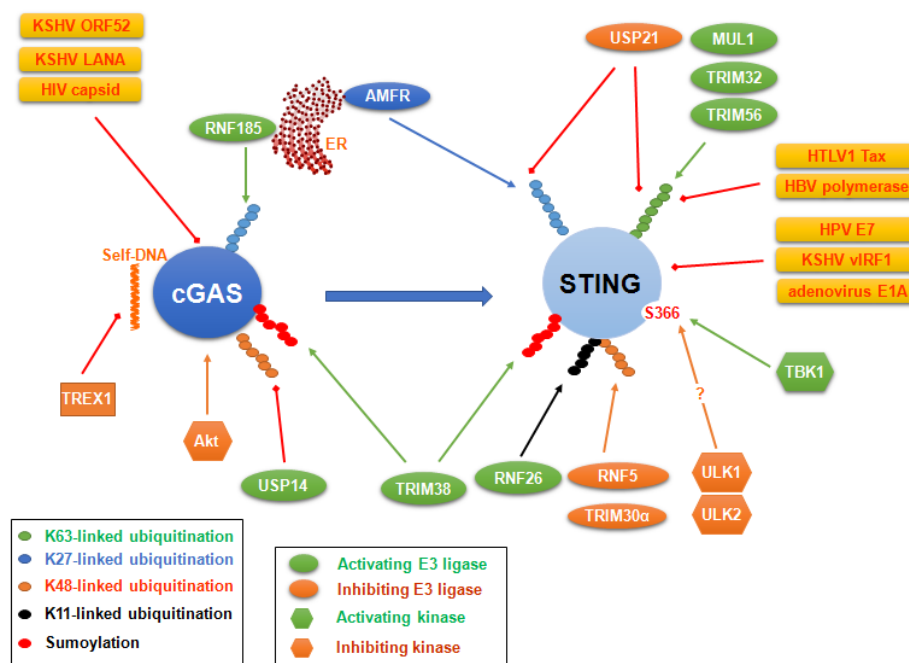 KSHV ORF52
KSHV LANA
HIV capsid
USP21
MUL1
TRIM32
TRIM56
AMFR
RNF185
ER
HTLV1 Tax
HBV polymerase
HPV E7
KSHV vIRF1
adenovirus E1A
Self-DNA
cGAS
STING
S366
TREX1
Akt
TBK1
?
USP14
TRIM38
RNF26
RNF5
TRIM30α
ULK1
ULK2
K63-linked ubiquitination
K27-linked ubiquitination
K48-linked ubiquitination
K11-linked ubiquitination
Sumoylation
Activating E3 ligase
Inhibiting E3 ligase
Activating kinase
Inhibiting kinase